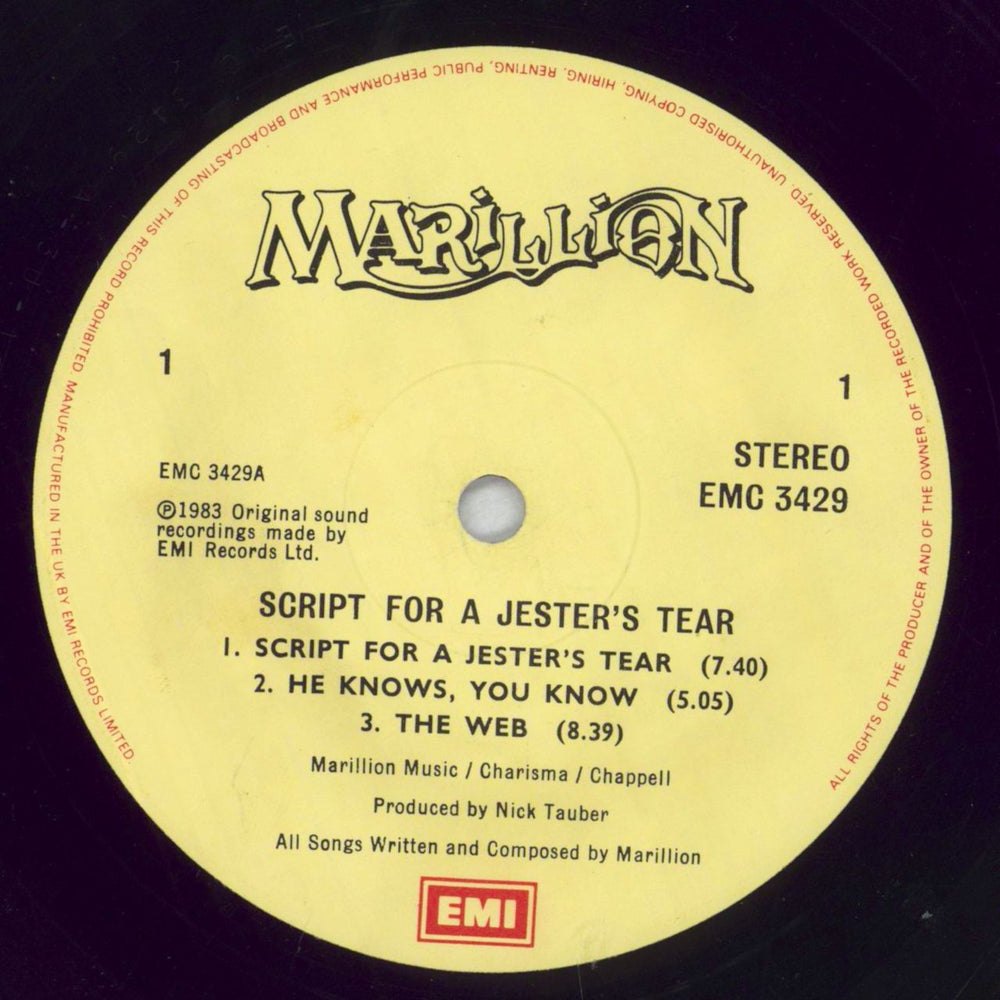 ALL RIGHTS OF THE PRODUCER AND OF THE OWNER OF THE RECORDED WORK RESERVED. UNAUTHORISED COPYING, HIRING, RENTING, PUBLIC PERFORMANCE AND BROADCASTING OF THIS RECORD PROHIBITED. MANUFACTURED IN THE UK BY EMI RECORDS LIMITED.
MARiLLiON
1
1
STEREO
EMC 3429
EMC 3429A
Ⓟ1983 Original sound
recordings made by
EMI Records Ltd.
SCRIPT FOR A JESTER'S TEAR
1. SCRIPT FOR A JESTER'S TEAR (7.40)
2. HE KNOWS, YOU KNOW (5.05)
3. THE WEB (8.39)
Marillion Music / Charisma / Chappell
Produced by Nick Tauber
All Songs Written and Composed by Marillion
EMI